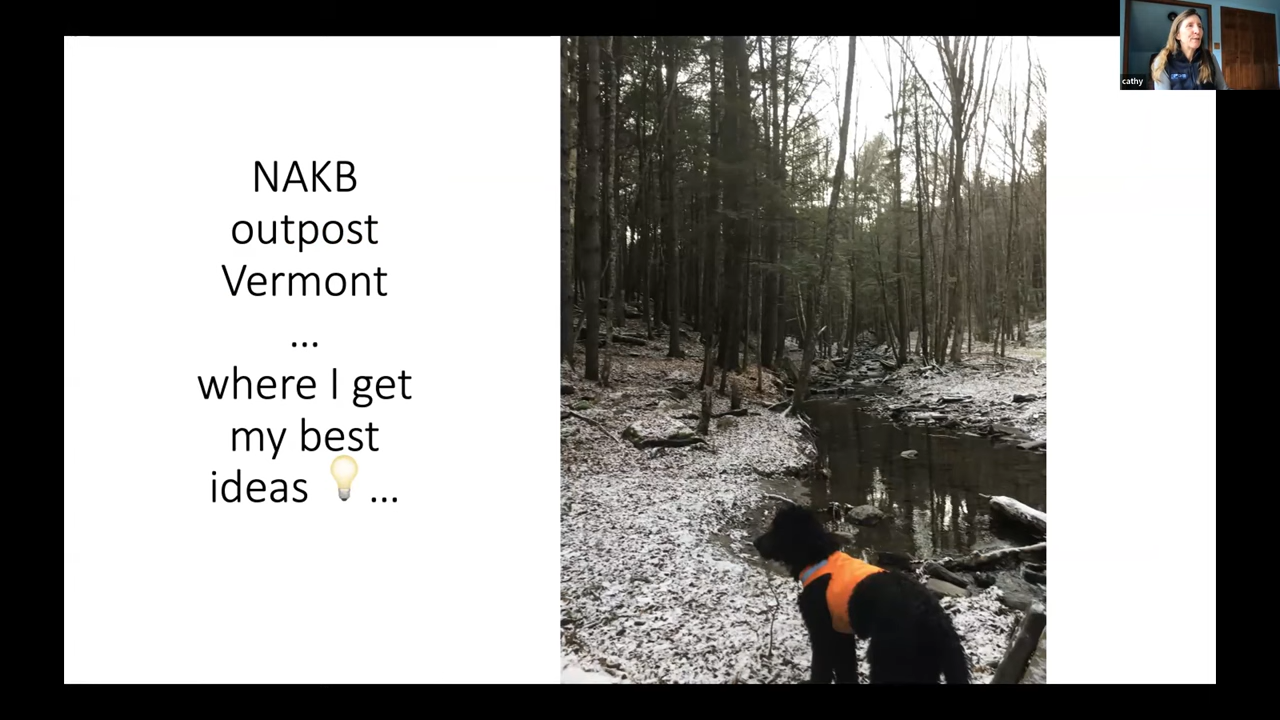 NAKB
outpost
Vermont
...
where I get
my best
ideas 💡...
cathy